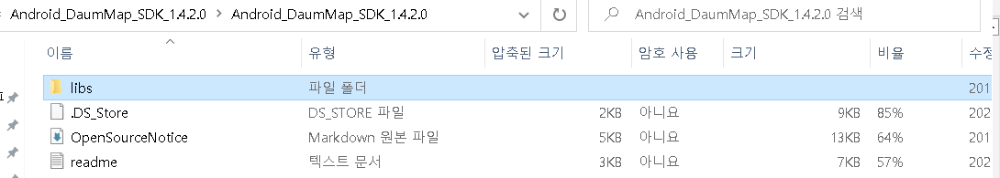 Android_DaumMap_SDK_1.4.2.0 > Android_DaumMap_SDK_1.4.2.0 Android_DaumMap_SDK_1.4.2.0 검색
이름 유형 압축된 크기 암호 사용 크기 비율 수정
libs 파일 폴더 201
.DS_Store DS_STORE 파일 2KB 아니요 9KB 85% 202
OpenSourceNotice Markdown 원본 파일 5KB 아니요 13KB 64% 201
readme 텍스트 문서 3KB 아니요 7KB 57% 202